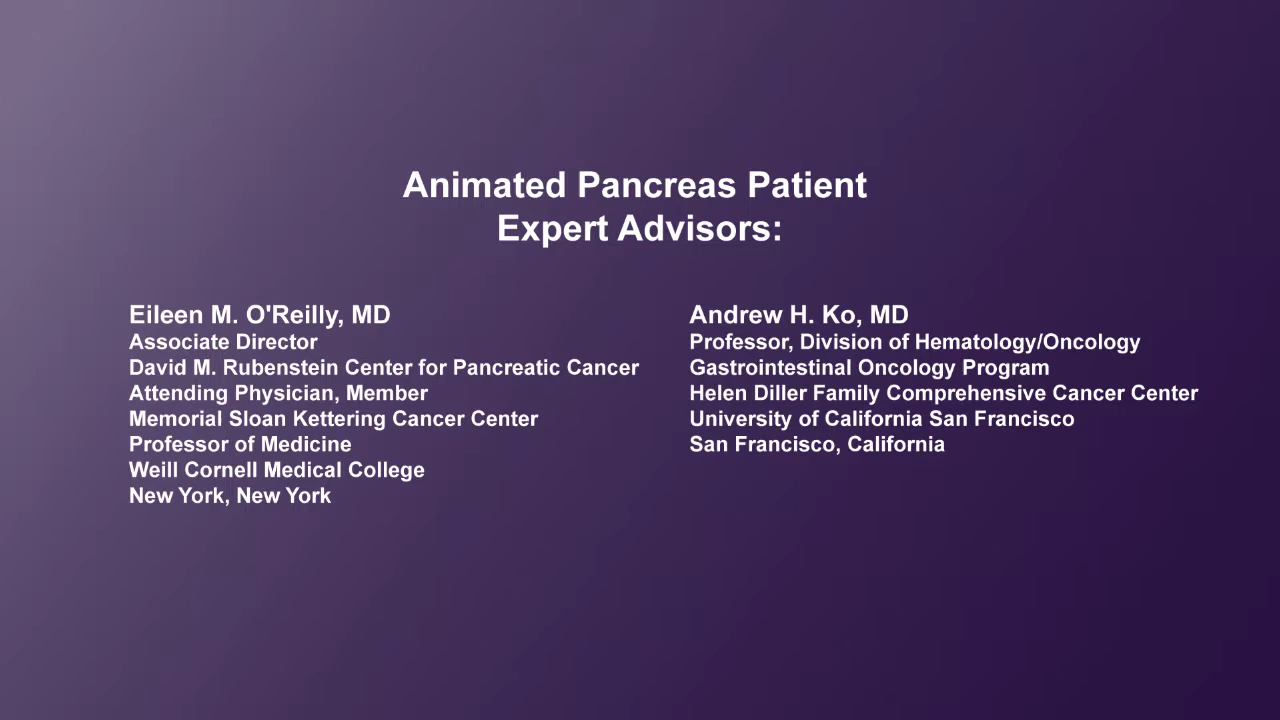 Animated Pancreas Patient
Expert Advisors:
Eileen M. O'Reilly, MD
Associate Director
David M. Rubenstein Center for Pancreatic Cancer
Attending Physician, Member
Memorial Sloan Kettering Cancer Center
Professor of Medicine
Weill Cornell Medical College
New York, New York
Andrew H. Ko, MD
Professor, Division of Hematology/Oncology
Gastrointestinal Oncology Program
Helen Diller Family Comprehensive Cancer Center
University of California San Francisco
San Francisco, California